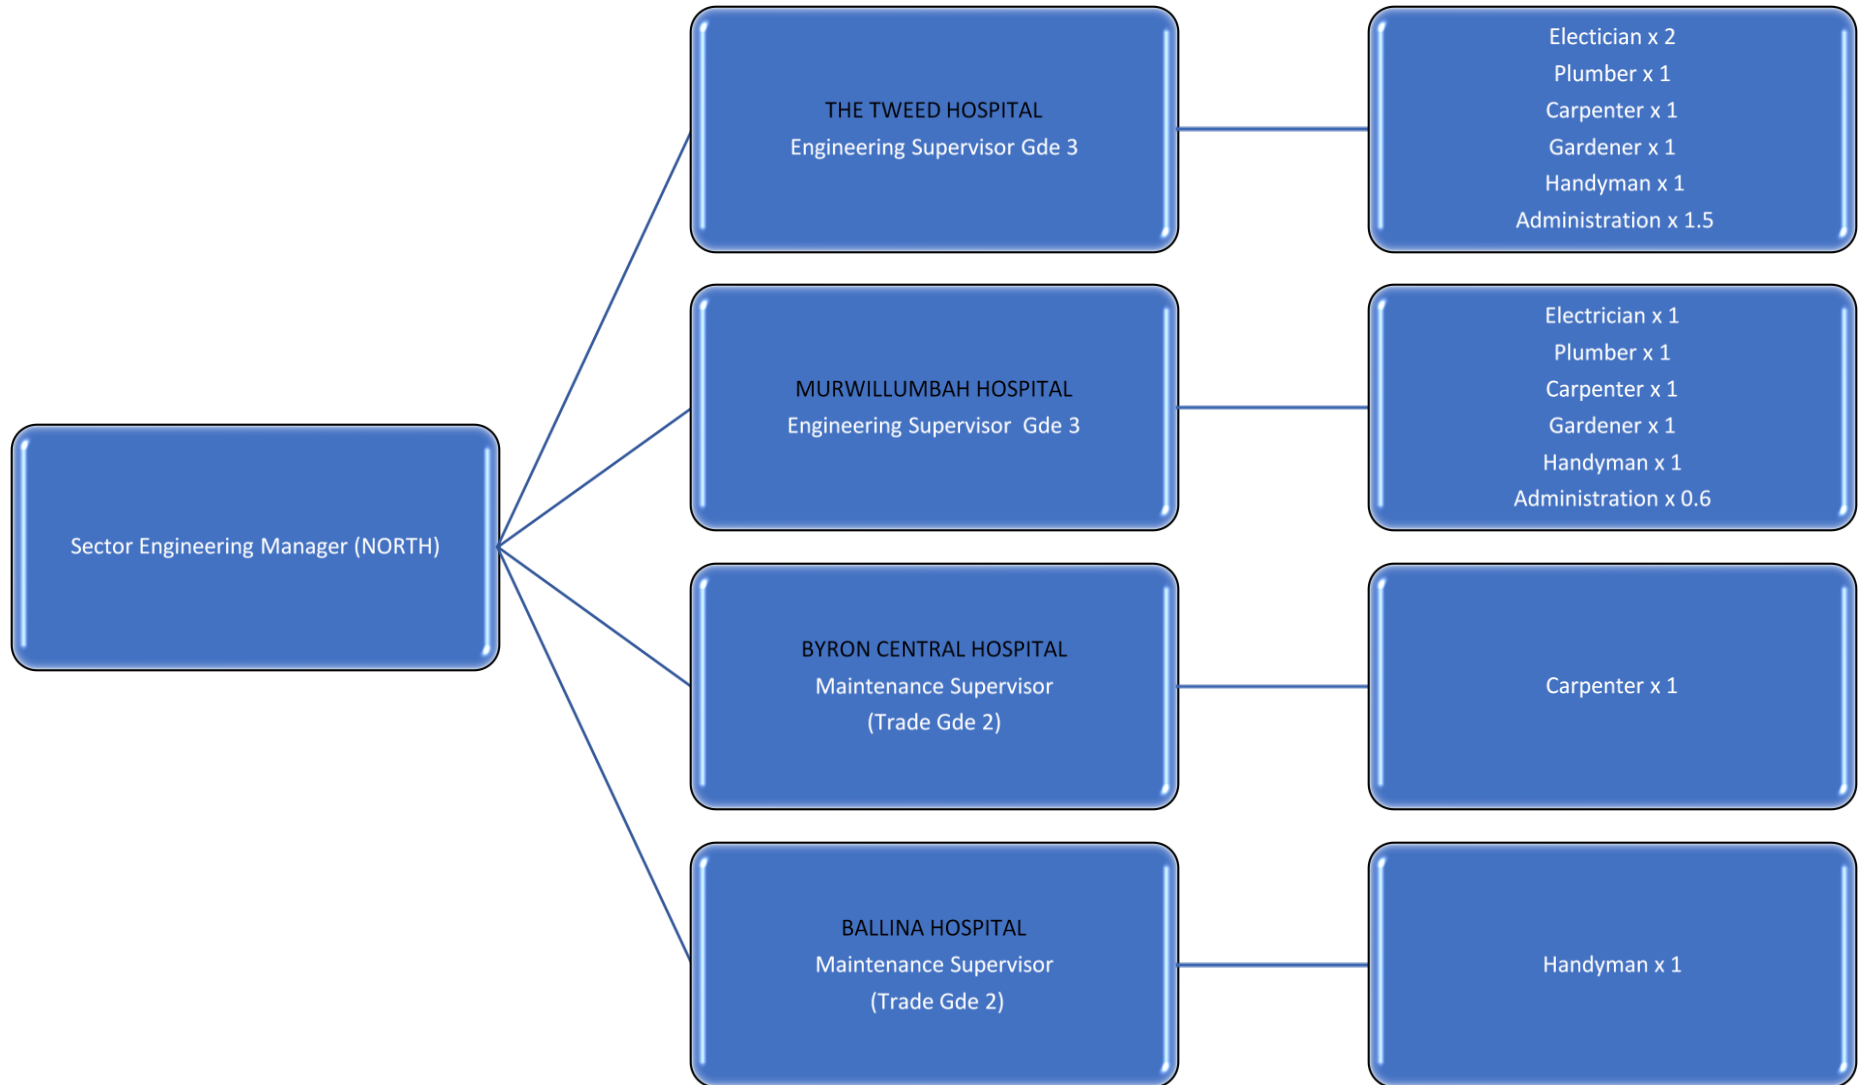 Sector Engineering Manager (NORTH)
THE TWEED HOSPITAL
Engineering Supervisor Gde 3
Electician x 2
Plumber x 1
Carpenter x 1
Gardener x 1
Handyman x 1
Administration x 1.5
MURWILLUMBAH HOSPITAL
Engineering Supervisor  Gde 3
Electrician x 1
Plumber x 1
Carpenter x 1
Gardener x 1
Handyman x 1
Administration x 0.6
BYRON CENTRAL HOSPITAL
Maintenance Supervisor
(Trade Gde 2)
Carpenter x 1
BALLINA HOSPITAL
Maintenance Supervisor
(Trade Gde 2)
Handyman x 1